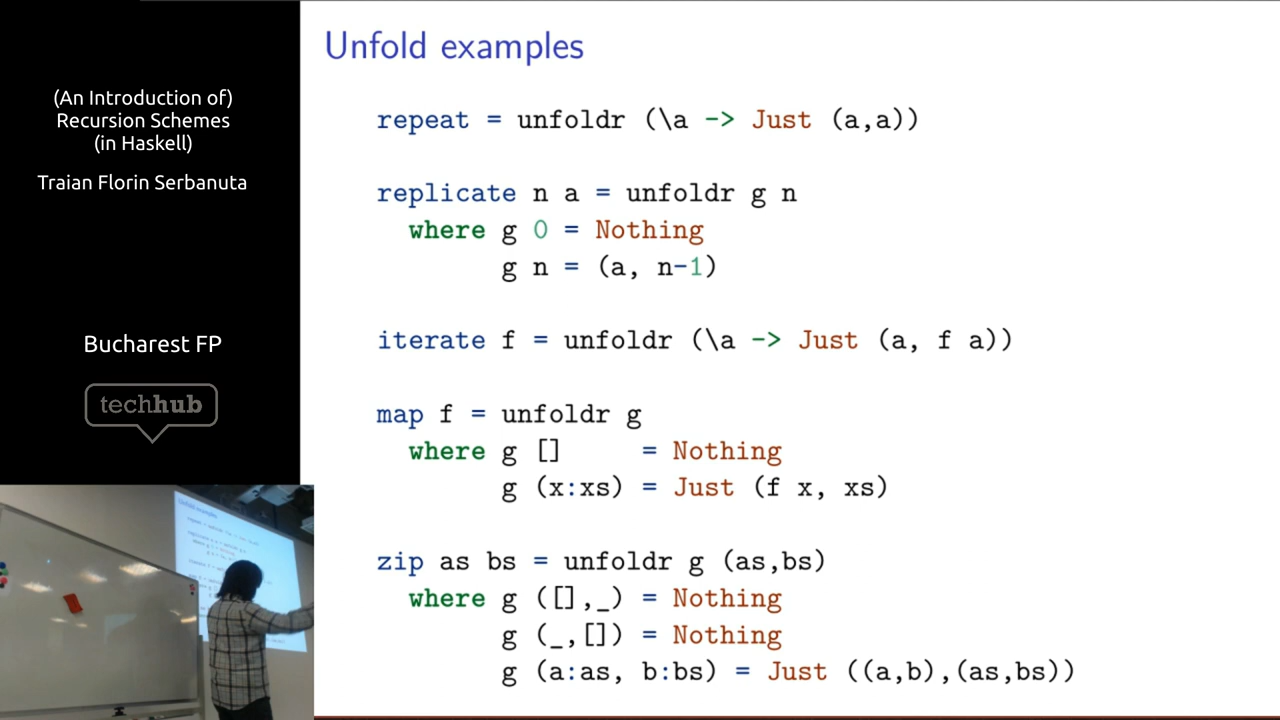 (An Introduction of)
Recursion Schemes
(in Haskell)
Traian Florin Serbanuta
Bucharest FP
techhub
Unfold examples
repeat = unfoldr (\a -> Just (a,a))
replicate n a = unfoldr g n
where g 0 = Nothing
g n = (a, n-1)
iterate f = unfoldr (\a -> Just (a, f a))
map f = unfoldr g
where g [] = Nothing
g (x:xs) = Just (f x, xs)
zip as bs = unfoldr g (as,bs)
where g ([],_) = Nothing
g (_,[]) = Nothing
g (a:as, b:bs) = Just ((a,b),(as,bs))
Unfold examples